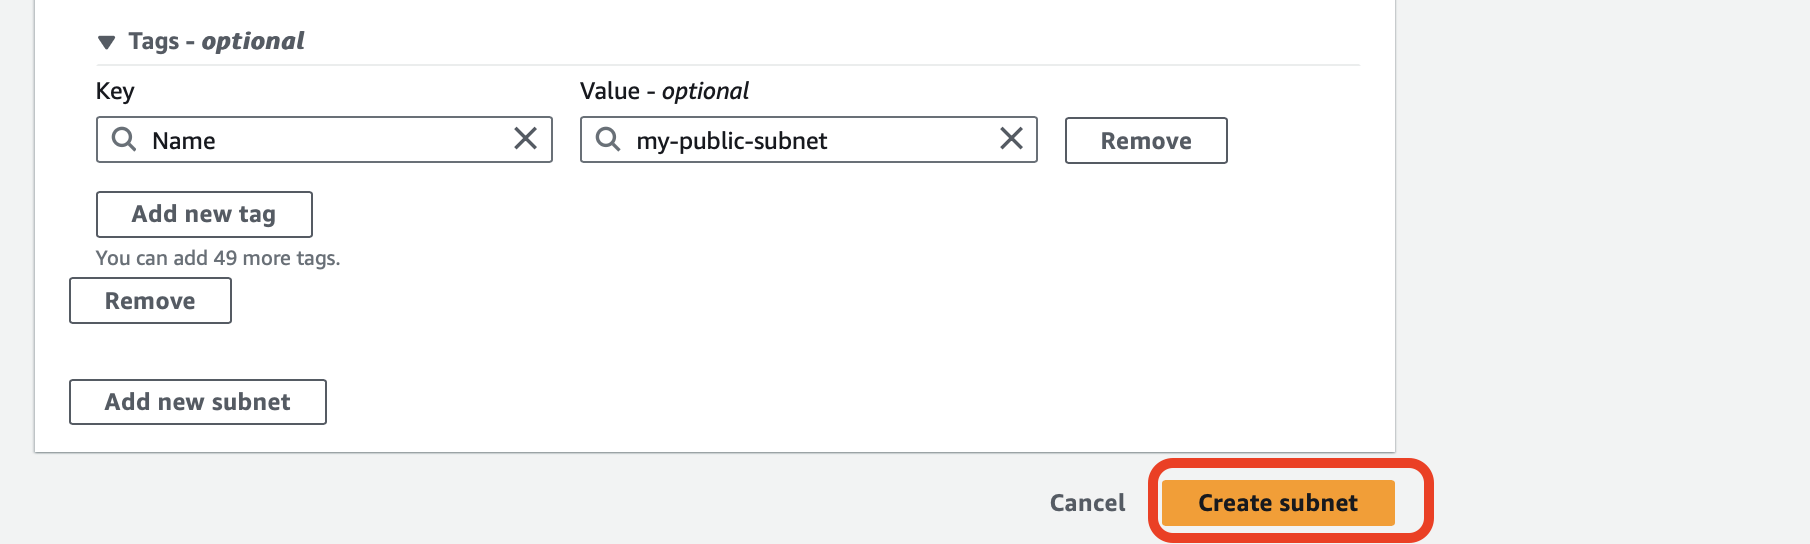 Tags - optional
Key
Value - optional
Name
my-public-subnet
Remove
Add new tag
You can add 49 more tags.
Remove
Add new subnet
Cancel
Create subnet